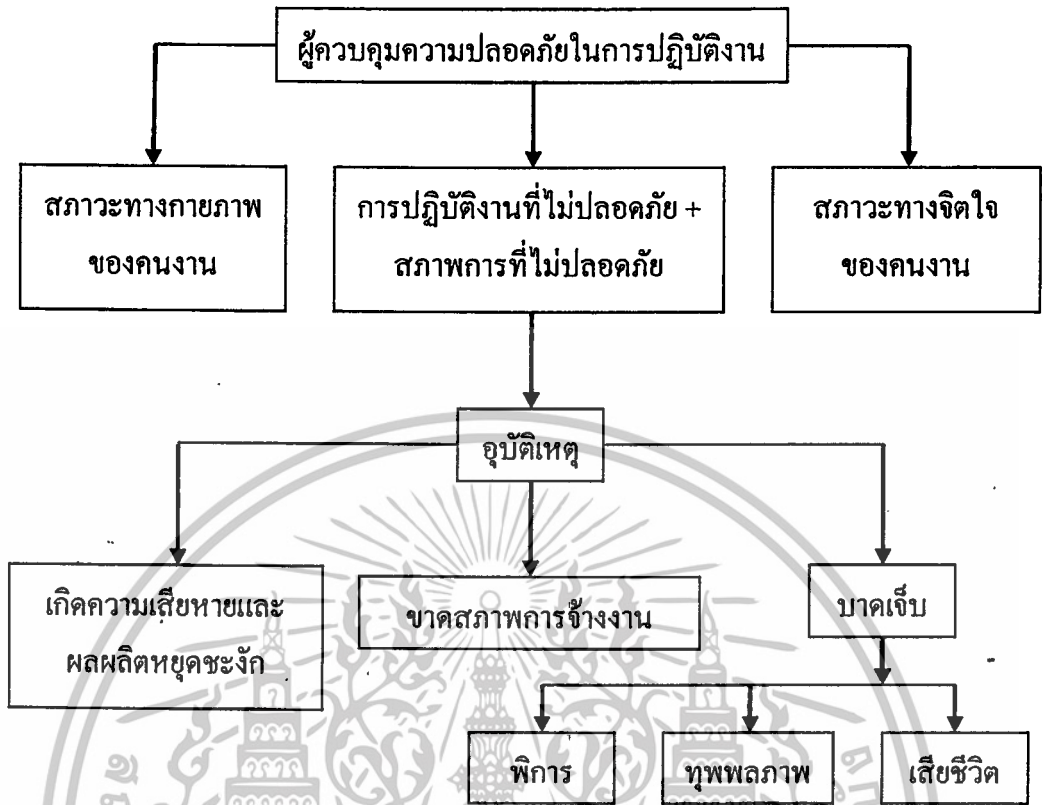 ผู้ควบคุมความปลอดภัยในการปฏิบัติงาน
สภาวะทางกายภาพ
ของคนงาน
การปฏิบัติงานที่ไม่ปลอดภัย +
สภาพการที่ไม่ปลอดภัย
สภาวะทางจิตใจ
ของคนงาน
อุบัติเหตุ
เกิดความเสียหายและ
ผลผลิตหยุดชะงัก
ขาดสภาพการจ้างงาน
บาดเจ็บ
พิการ
ทุพพลภาพ
เสียชีวิต